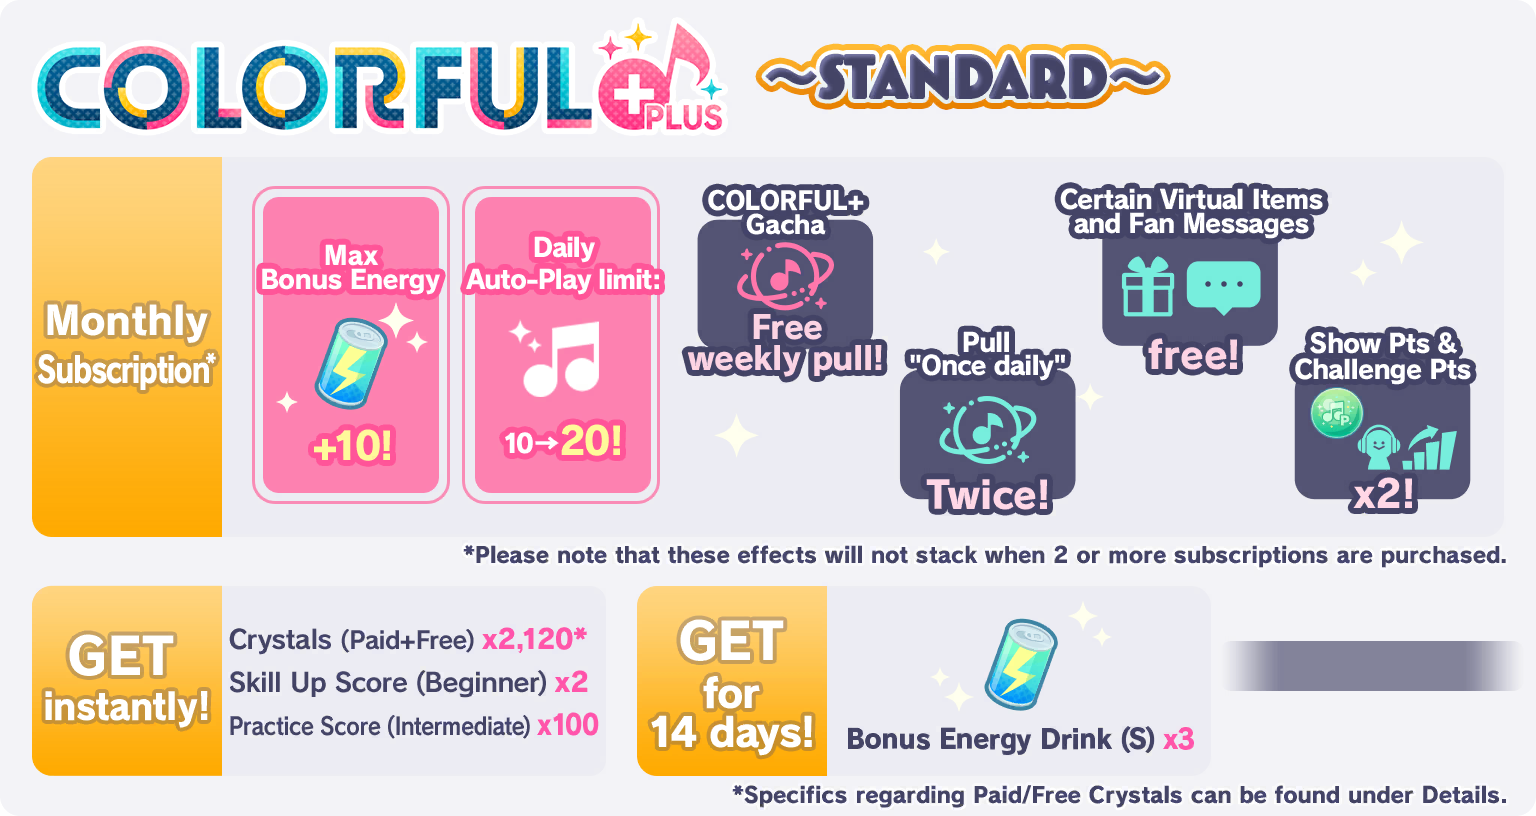 COLORFUL+ PLUS
~STANDARD~
Monthly
Subscription*
Max
Bonus Energy
+10!
Daily
Auto-Play limit:
10→20!
COLORFUL+
Gacha
Free
weekly pull!
Pull
"Once daily"
Twice!
Certain Virtual Items
and Fan Messages
free!
Show Pts &
Challenge Pts
P.
x2!
*Please note that these effects will not stack when 2 or more subscriptions are purchased.
GET
instantly!
Crystals (Paid+Free) x2,120*
Skill Up Score (Beginner) x2
Practice Score (Intermediate) x100
GET
for
14 days!
Bonus Energy Drink (S) x3
*Specifics regarding Paid/Free Crystals can be found under Details.